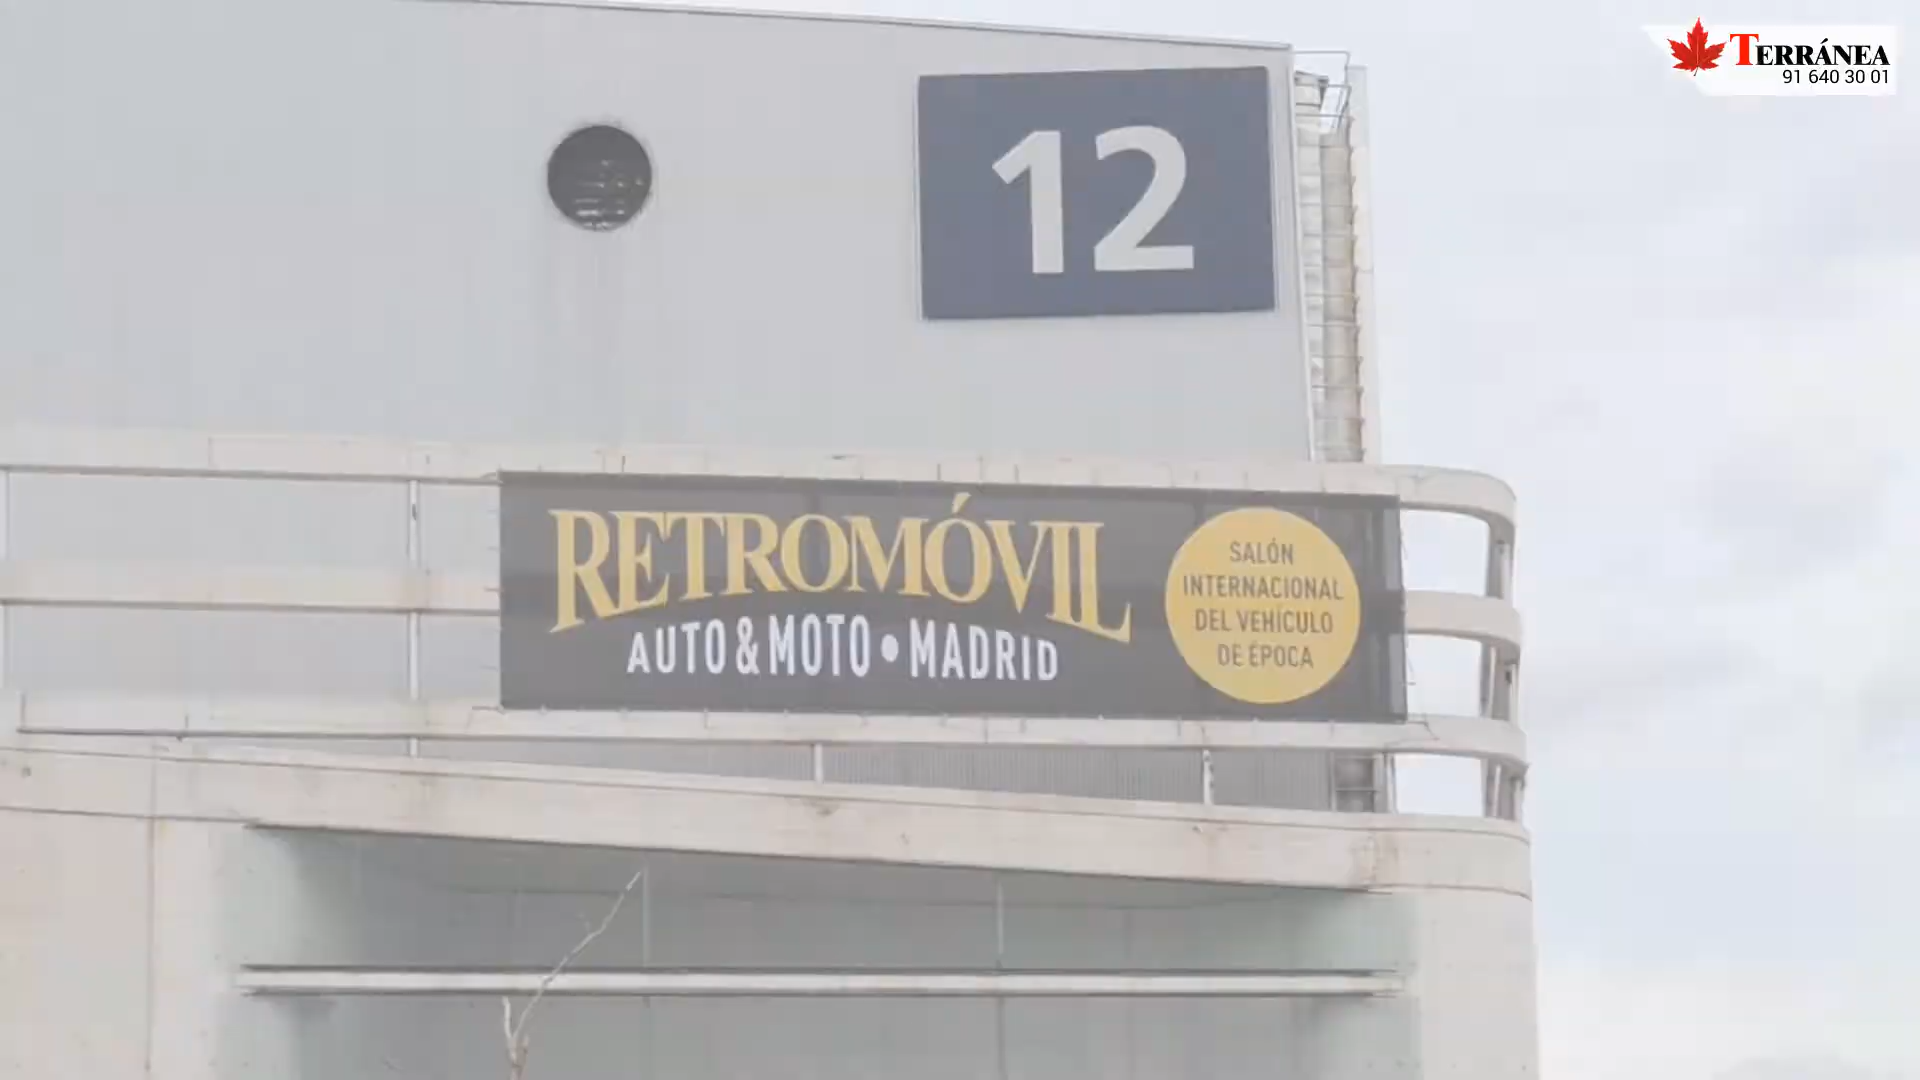 TERRÁNEA
91 640 30 01
12
RETROMÓVIL
AUTO & MOTO • MADRID
SALÓN
INTERNACIONAL
DEL VEHÍCULO
DE ÉPOCA